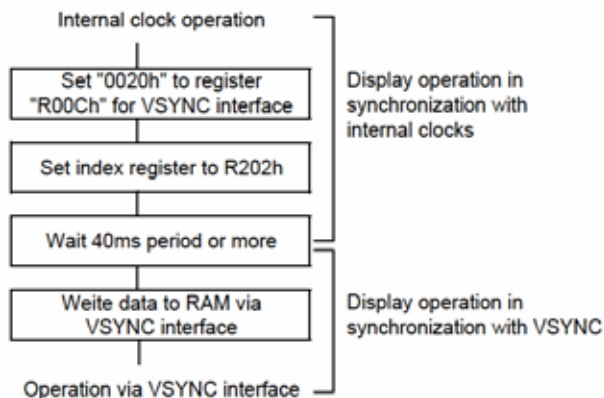 Internal clock operation
Set "0020h" to register
"R00Ch" for VSYNC interface
Set index register to R202h
Wait 40ms period or more
Weite data to RAM via
VSYNC interface
Operation via VSYNC interface
Display operation in
synchronization with
internal clocks
Display operation in
synchronization with VSYNC